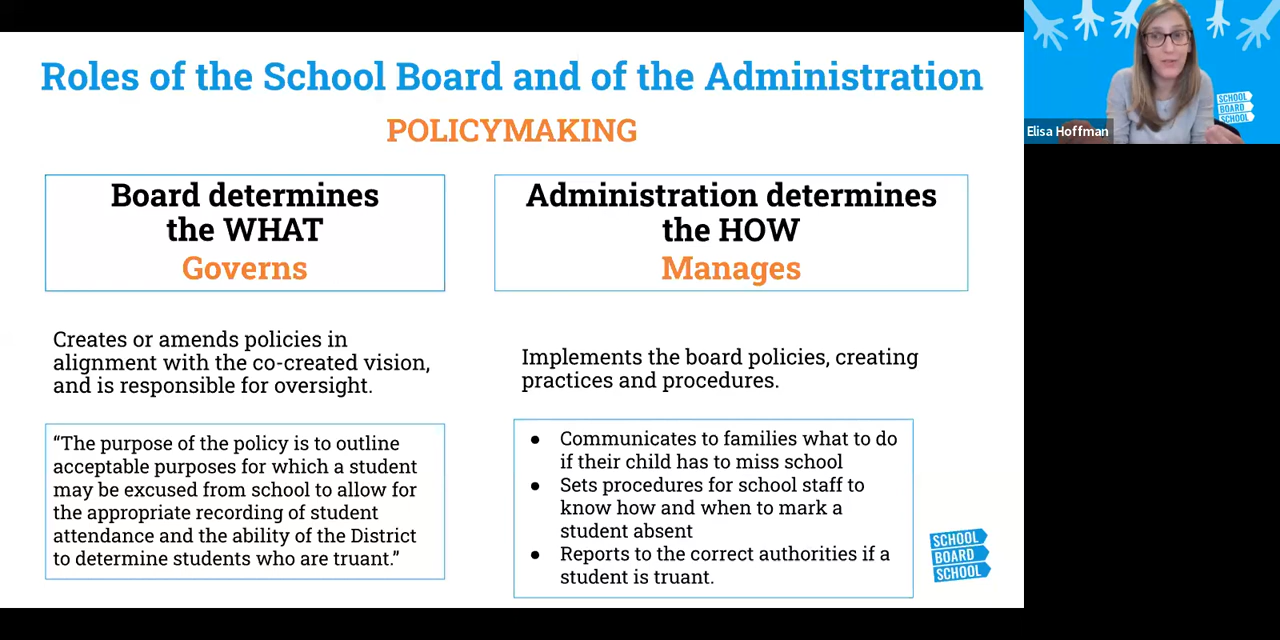 Roles of the School Board and of the Administration
POLICYMAKING
Board determines
the WHAT
Governs
Administration determines
the HOW
Manages
Creates or amends policies in
alignment with the co-created vision,
and is responsible for oversight.
Implements the board policies, creating
practices and procedures.
“The purpose of the policy is to outline
acceptable purposes for which a student
may be excused from school to allow for
the appropriate recording of student
attendance and the ability of the District
to determine students who are truant.”
● Communicates to families what to do
if their child has to miss school
● Sets procedures for school staff to
know how and when to mark a
student absent
● Reports to the correct authorities if a
student is truant.
SCHOOL
BOARD
SCHOOL
SCHOOL
BOARD
SCHOOL
Elisa Hoffman